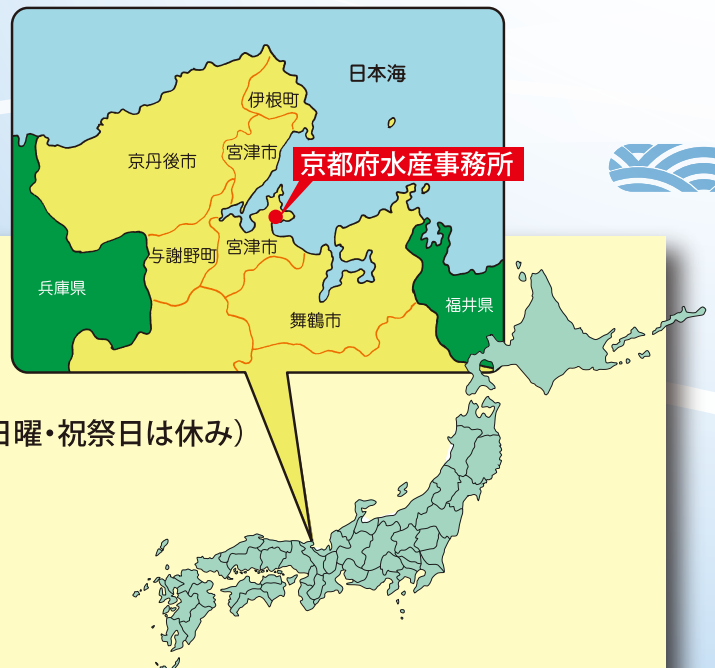 日本海
伊根町
京丹後市
宮津市
京都府水産事務所
与謝野町
宮津市
兵庫県
福井県
舞鶴市
日曜・祝祭日は休み）